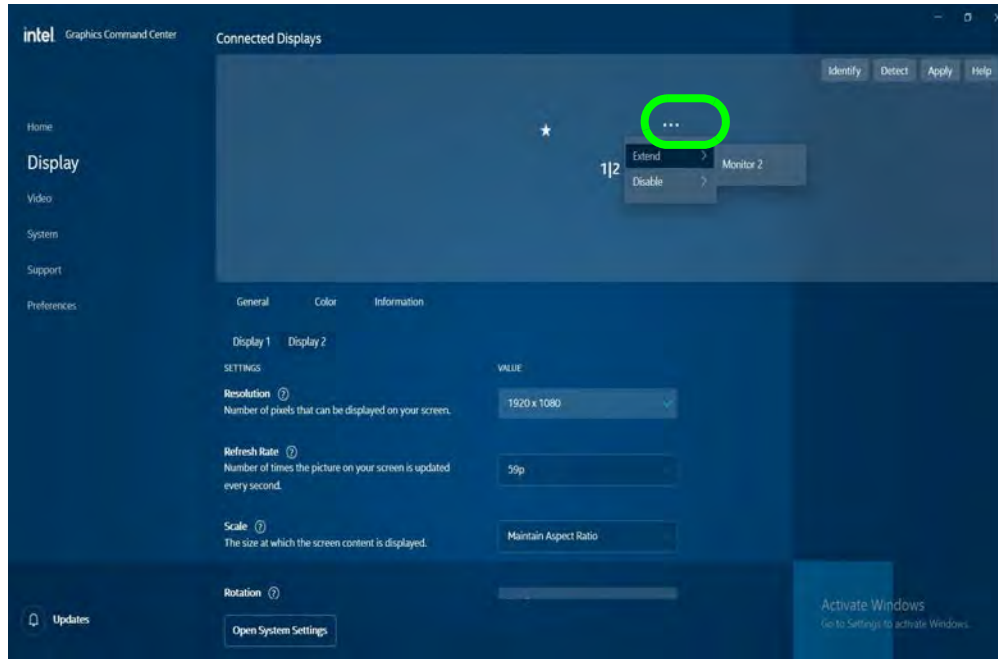 intel. Graphics Command Center
Connected Displays
Identify Detect Apply Help
Home
Display
Video
System
Support
Preferences
...
1|2
Extend
Monitor 2
Disable
General Color Information
Display 1 Display 2
SETTINGS VALUE
Resolution ?
Number of pixels that can be displayed on your screen.
1920 x 1080
Refresh Rate ?
Number of times the picture on your screen is updated
every second.
59p
Scale ?
The size at which the screen content is displayed.
Maintain Aspect Ratio
Rotation ?
Open System Settings
Updates
Activate Windows
Go to Settings to activate Windows.